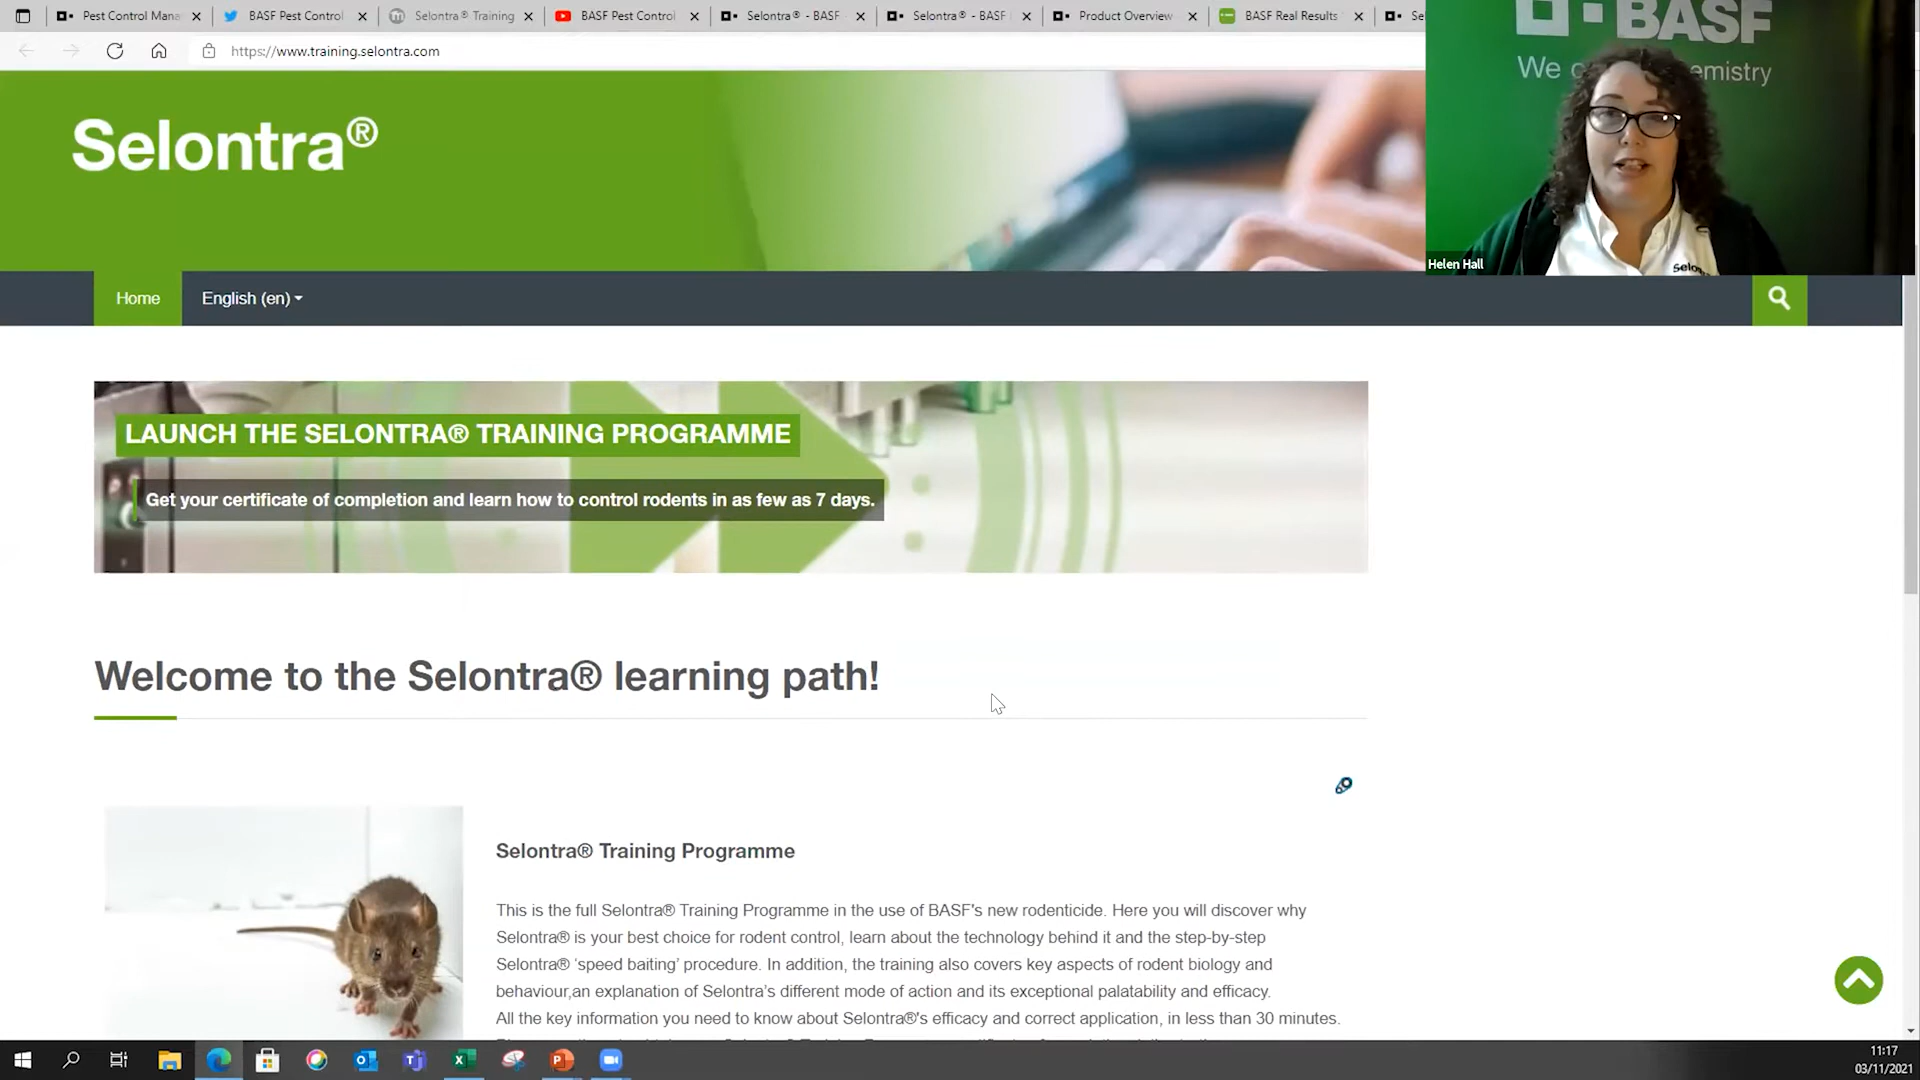 Pest Control Mana
BASF Pest Control
Selontra® Training
BASF Pest Control
Selontra® - BASF
Selontra® - BASF
Product Overview
BASF Real Results
Se
https://www.training.selontra.com
BASF
We c emistry
Selontra®
Helen Hall
Selo
Home
English (en)
LAUNCH THE SELONTRA® TRAINING PROGRAMME
Get your certificate of completion and learn how to control rodents in as few as 7 days.
Welcome to the Selontra® learning path!
Selontra® Training Programme
This is the full Selontra® Training Programme in the use of BASF's new rodenticide. Here you will discover why
Selontra® is your best choice for rodent control, learn about the technology behind it and the step-by-step
Selontra® ‘speed baiting’ procedure. In addition, the training also covers key aspects of rodent biology and
behaviour,an explanation of Selontra’s different mode of action and its exceptional palatability and efficacy.
All the key information you need to know about Selontra®'s efficacy and correct application, in less than 30 minutes.
11:17
03/11/2021